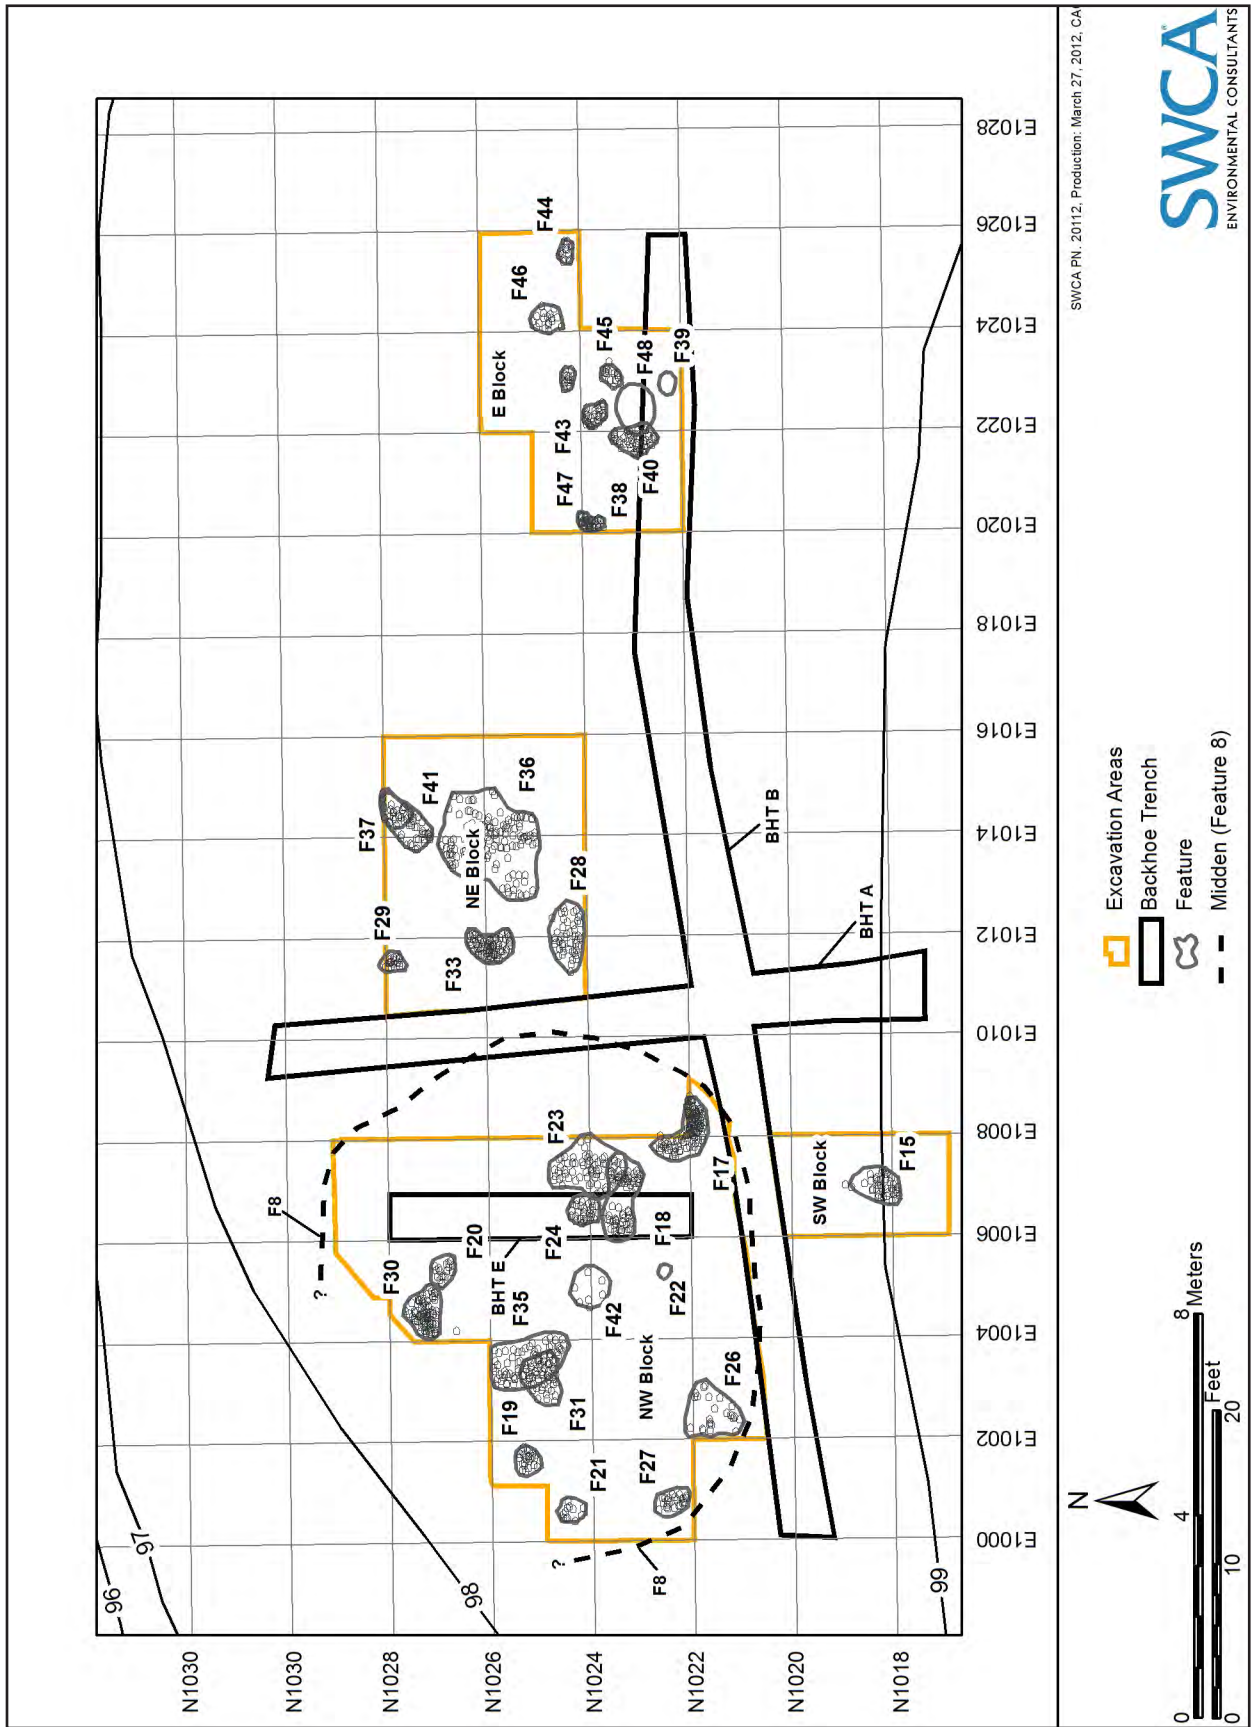 96
97
98
99
N1030
N1030
N1028
N1026
N1024
N1022
N1020
N1018
E1000
E1002
E1004
E1006
E1008
E1010
E1012
E1014
E1016
E1018
E1020
E1022
E1024
E1026
E1028
?
F8
F30
F20
BHT E
F35
F19
F31
F21
F27
F26
NW Block
F42
F22
F24
F18
F23
F17
?
F8
SW Block
F15
F29
F33
F37
F41
NE Block
F36
F28
BHT A
BHT B
E Block
F46
F44
F47
F43
F38
F40
F45
F48
F39
N
0 4 8 Meters
0 10 20 Feet
Excavation Areas
Backhoe Trench
Feature
Midden (Feature 8)
SWCA PN. 20112, Production: March 27, 2012, CA
SWCA®
ENVIRONMENTAL CONSULTANTS